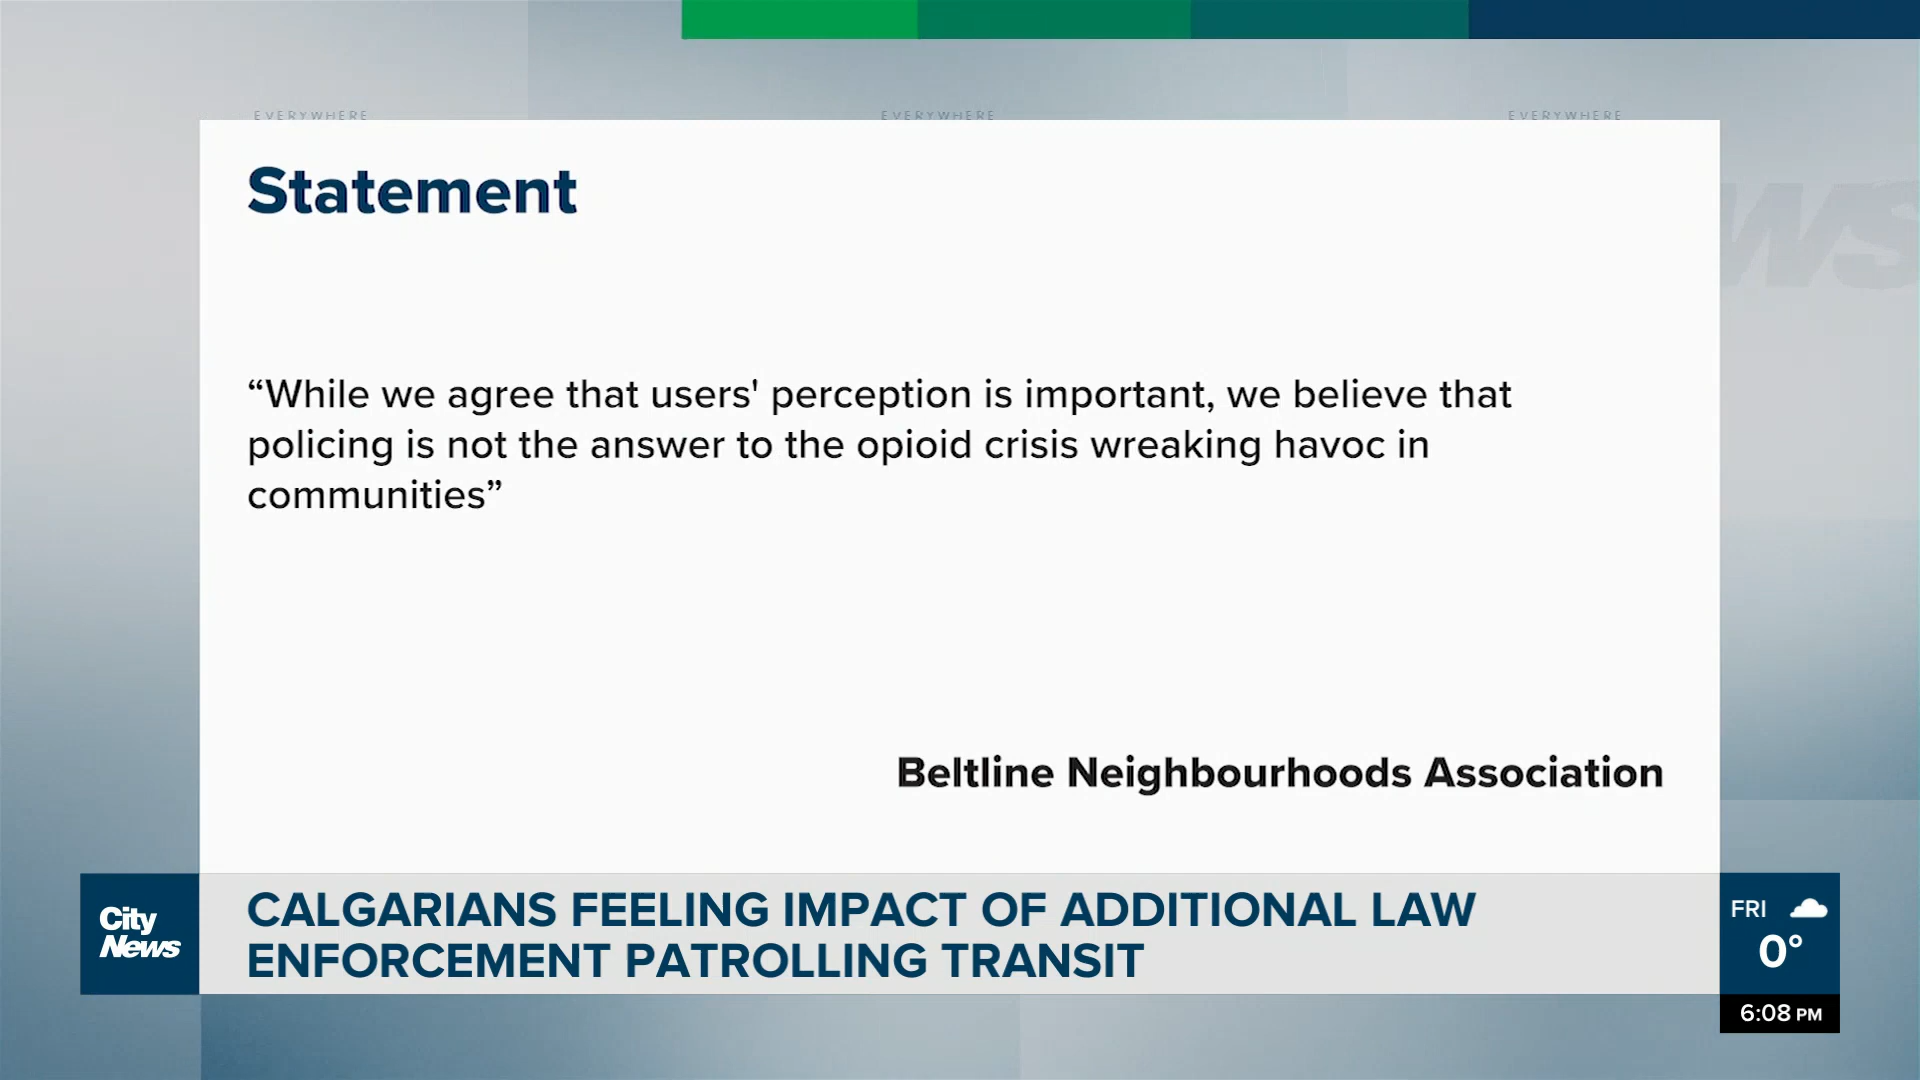 EVERYWHERE EVERYWHERE EVERYWHERE
Statement
WS
“While we agree that users' perception is important, we believe that
policing is not the answer to the opioid crisis wreaking havoc in
communities”
Beltline Neighbourhoods Association
City
News
CALGARIANS FEELING IMPACT OF ADDITIONAL LAW
ENFORCEMENT PATROLLING TRANSIT
FRI
0°
6:08 PM